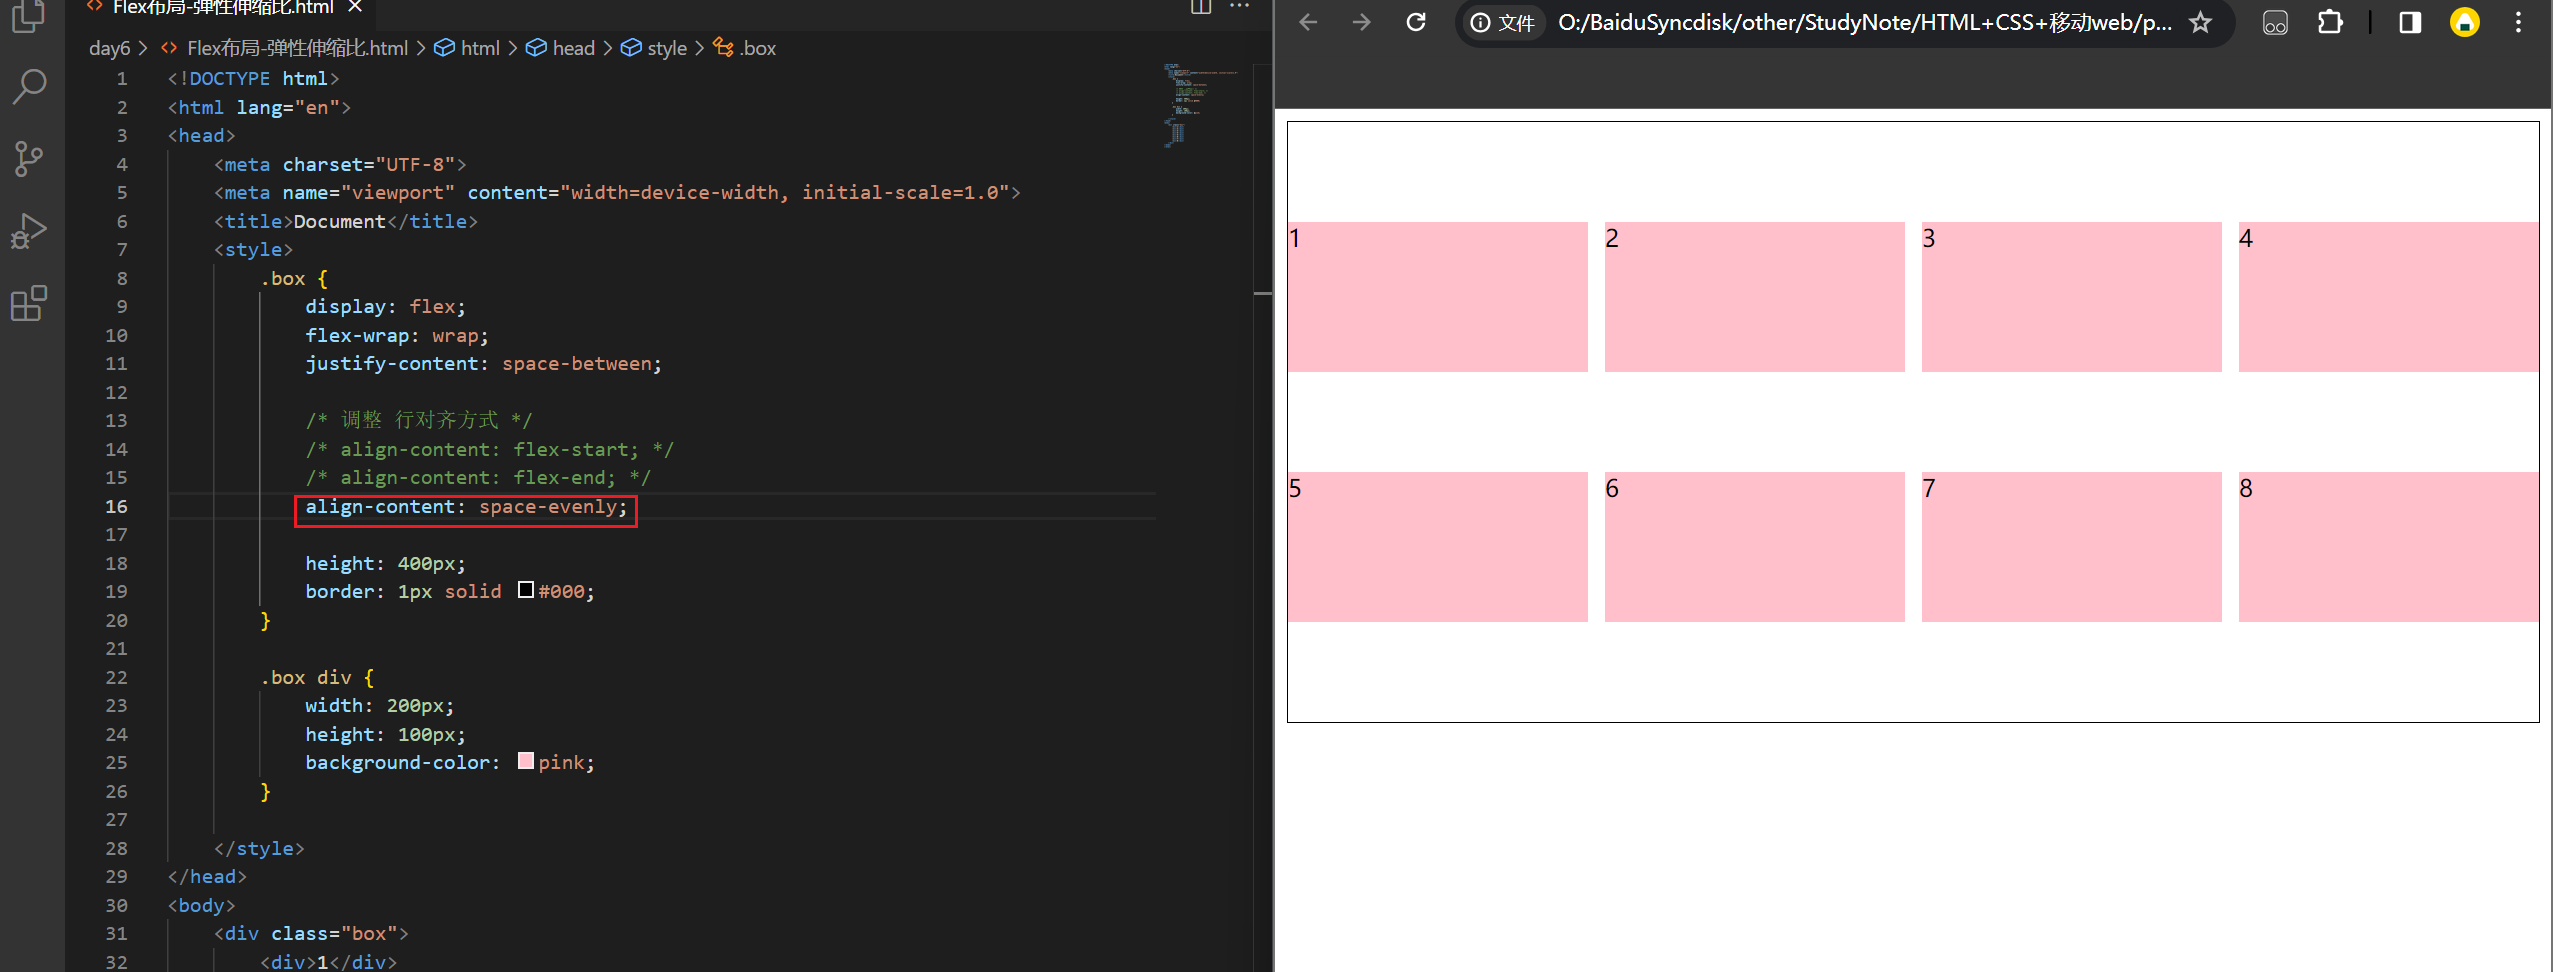 Flex布局-弹性伸缩比.html
day6 > Flex布局-弹性伸缩比.html > html > head > style > .box
1 <!DOCTYPE html>
2 <html lang="en">
3 <head>
4 <meta charset="UTF-8">
5 <meta name="viewport" content="width=device-width, initial-scale=1.0">
6 <title>Document</title>
7 <style>
8 .box {
9 display: flex;
10 flex-wrap: wrap;
11 justify-content: space-between;
12
13 /* 调整 行对齐方式 */
14 /* align-content: flex-start; */
15 /* align-content: flex-end; */
16 align-content: space-evenly;
17
18 height: 400px;
19 border: 1px solid #000;
20 }
21
22 .box div {
23 width: 200px;
24 height: 100px;
25 background-color: pink;
26 }
27
28 </style>
29 </head>
30 <body>
31 <div class="box">
32 <div>1</div>
文件 O:/BaiduSyncdisk/other/StudyNote/HTML+CSS+移动web/p...
1 2 3 4
5 6 7 8